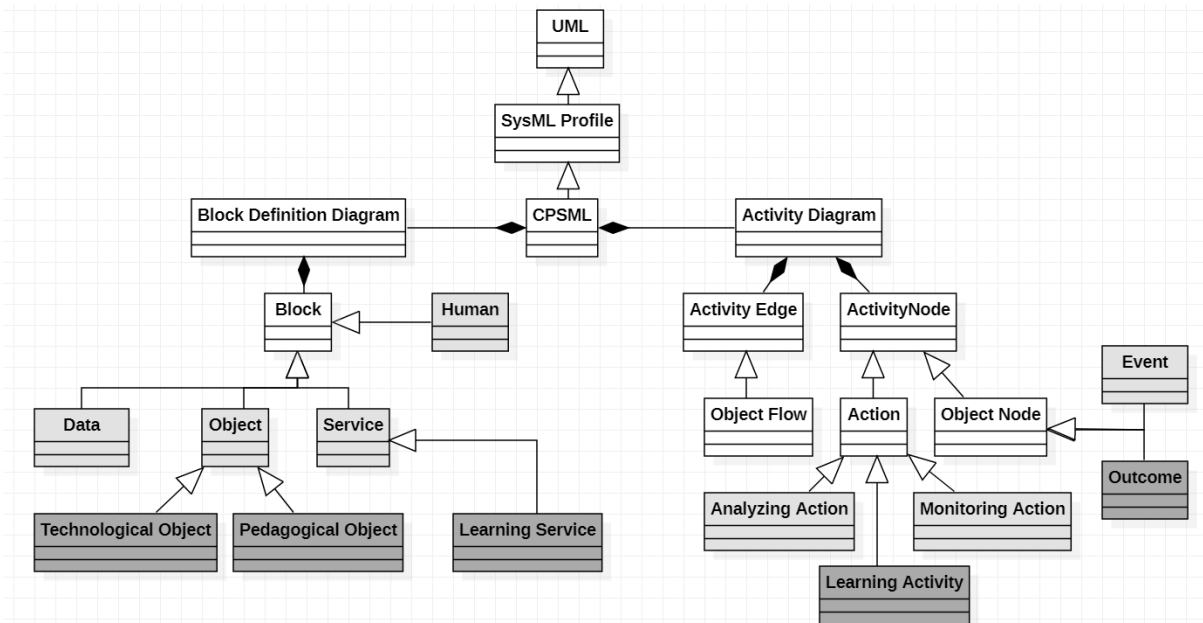 UML
SysML Profile
Block Definition Diagram
CPSML
Activity Diagram
Block
Human
Activity Edge
ActivityNode
Event
Data
Object
Service
Object Flow
Action
Object Node
Outcome
Analyzing Action
Monitoring Action
Technological Object
Pedagogical Object
Learning Service
Learning Activity